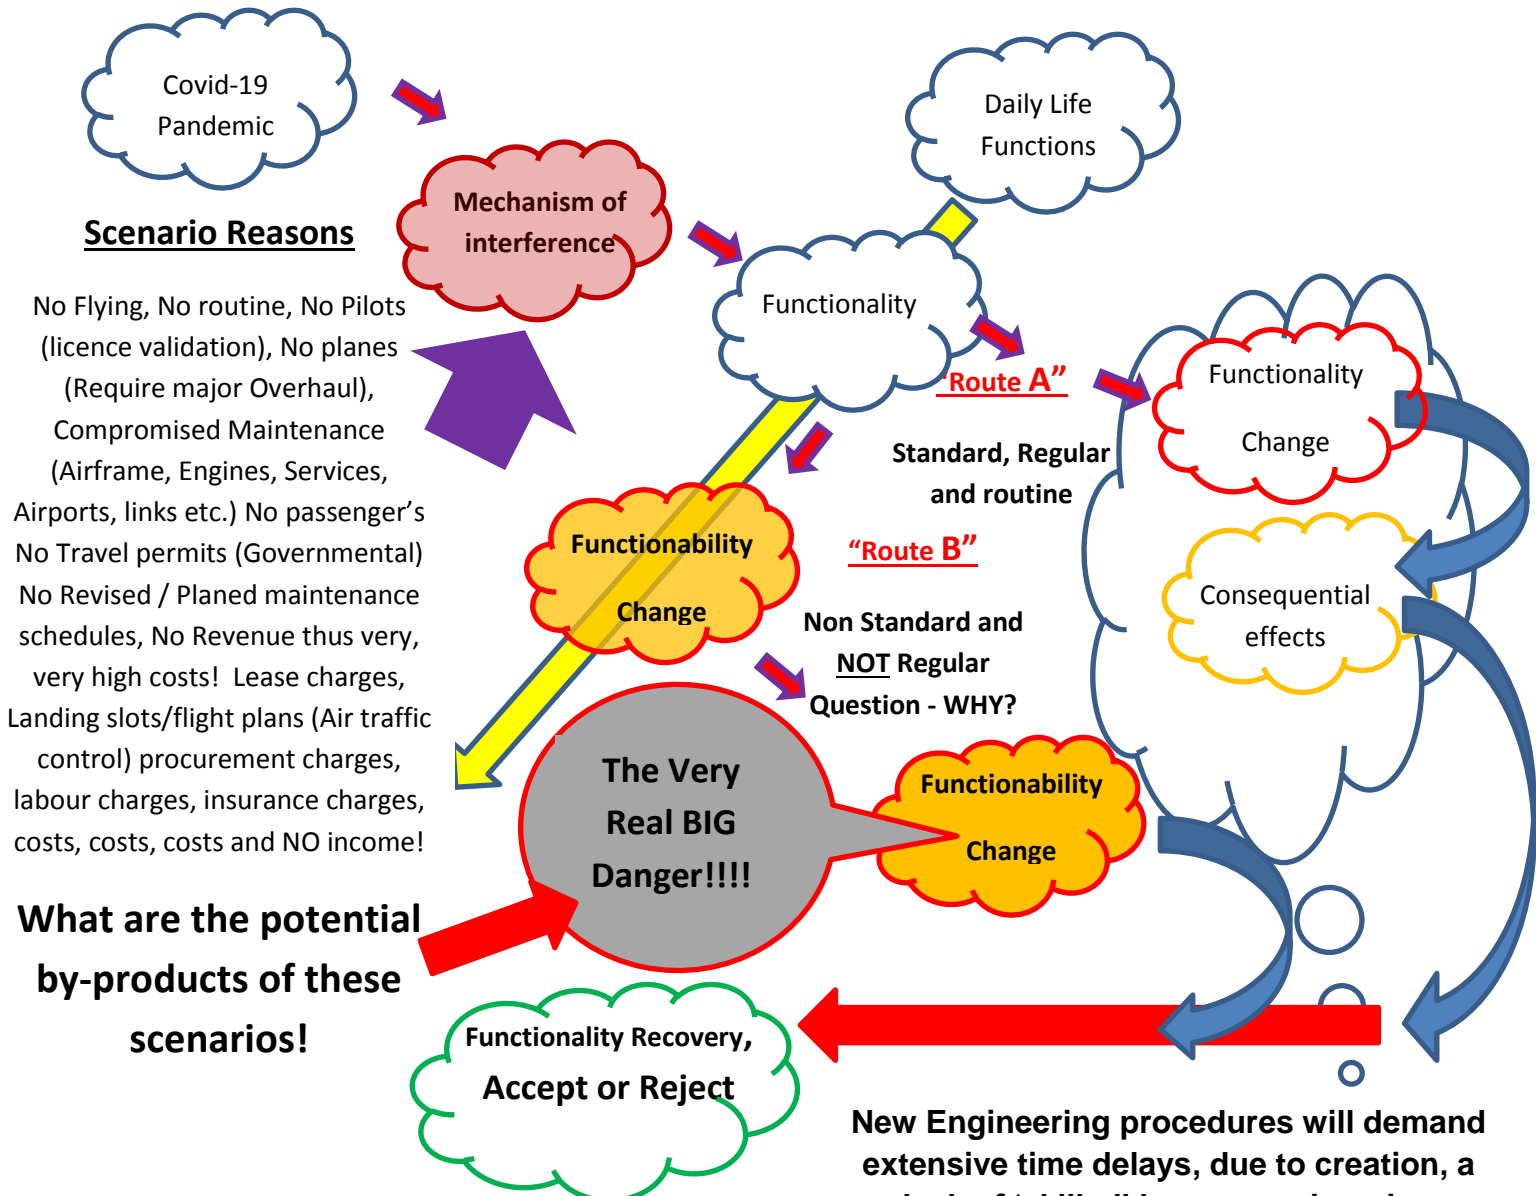 Covid-19
Pandemic
Daily Life
Functions
Mechanism of
interference
Scenario Reasons
No Flying, No routine, No Pilots
(licence validation), No planes
(Require major Overhaul),
Compromised Maintenance
(Airframe, Engines, Services,
Airports, links etc.) No passenger's
No Travel permits (Governmental)
No Revised / Planed maintenance
schedules, No Revenue thus very,
very high costs! Lease charges,
Landing slots/flight plans (Air traffic
control) procurement charges,
labour charges, insurance charges,
costs, costs, costs and NO income!
What are the potential
by-products of these
scenarios!
Functionality
"Route A”
Standard, Regular
and routine
Functionality
Change
Consequential
effects
Functionability
Change
“Route B”
Non Standard and
NOT Regular
Question - WHY?
The Very
Real BIG
Danger!!!!
Functionability
Change
Functionality Recovery,
Accept or Reject
New Engineering procedures will demand
extensive time delays, due to creation, a